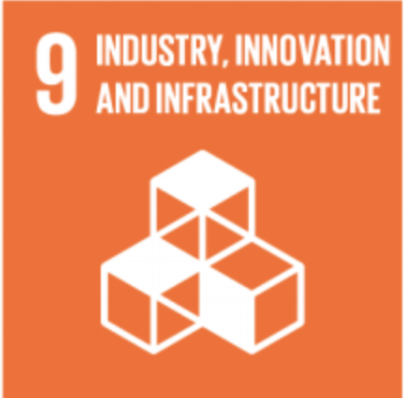 9 INDUSTRY, INNOVATION
AND INFRASTRUCTURE